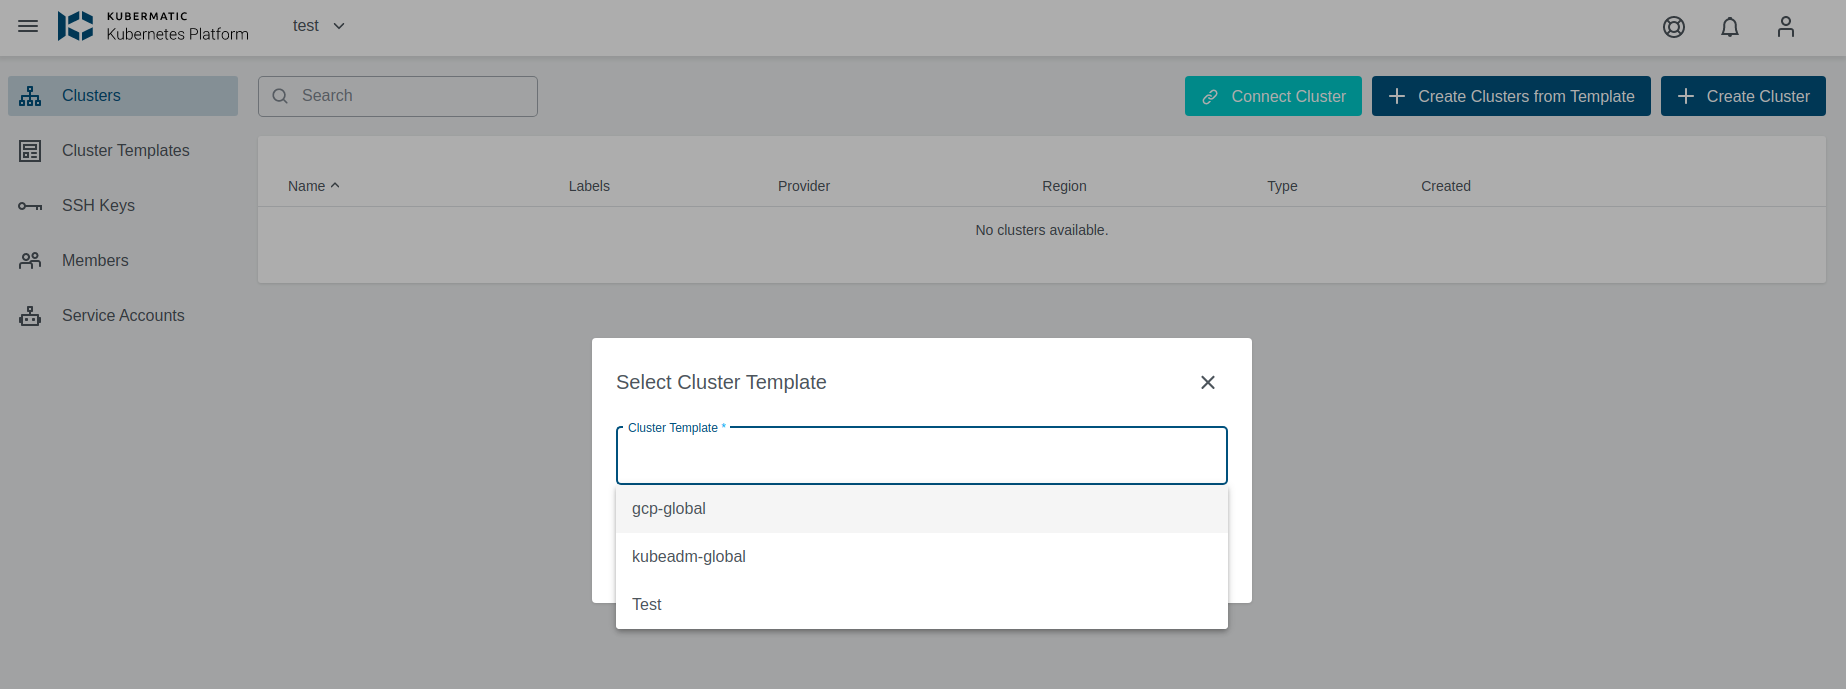 KUBERMATIC
Kubernetes Platform
test
Clusters
Cluster Templates
SSH Keys
Members
Service Accounts
Search
Connect Cluster
Create Clusters from Template
Create Cluster
Name Labels Provider Region Type Created
No clusters available.
Select Cluster Template
Cluster Template *
gcp-global
kubeadm-global
Test